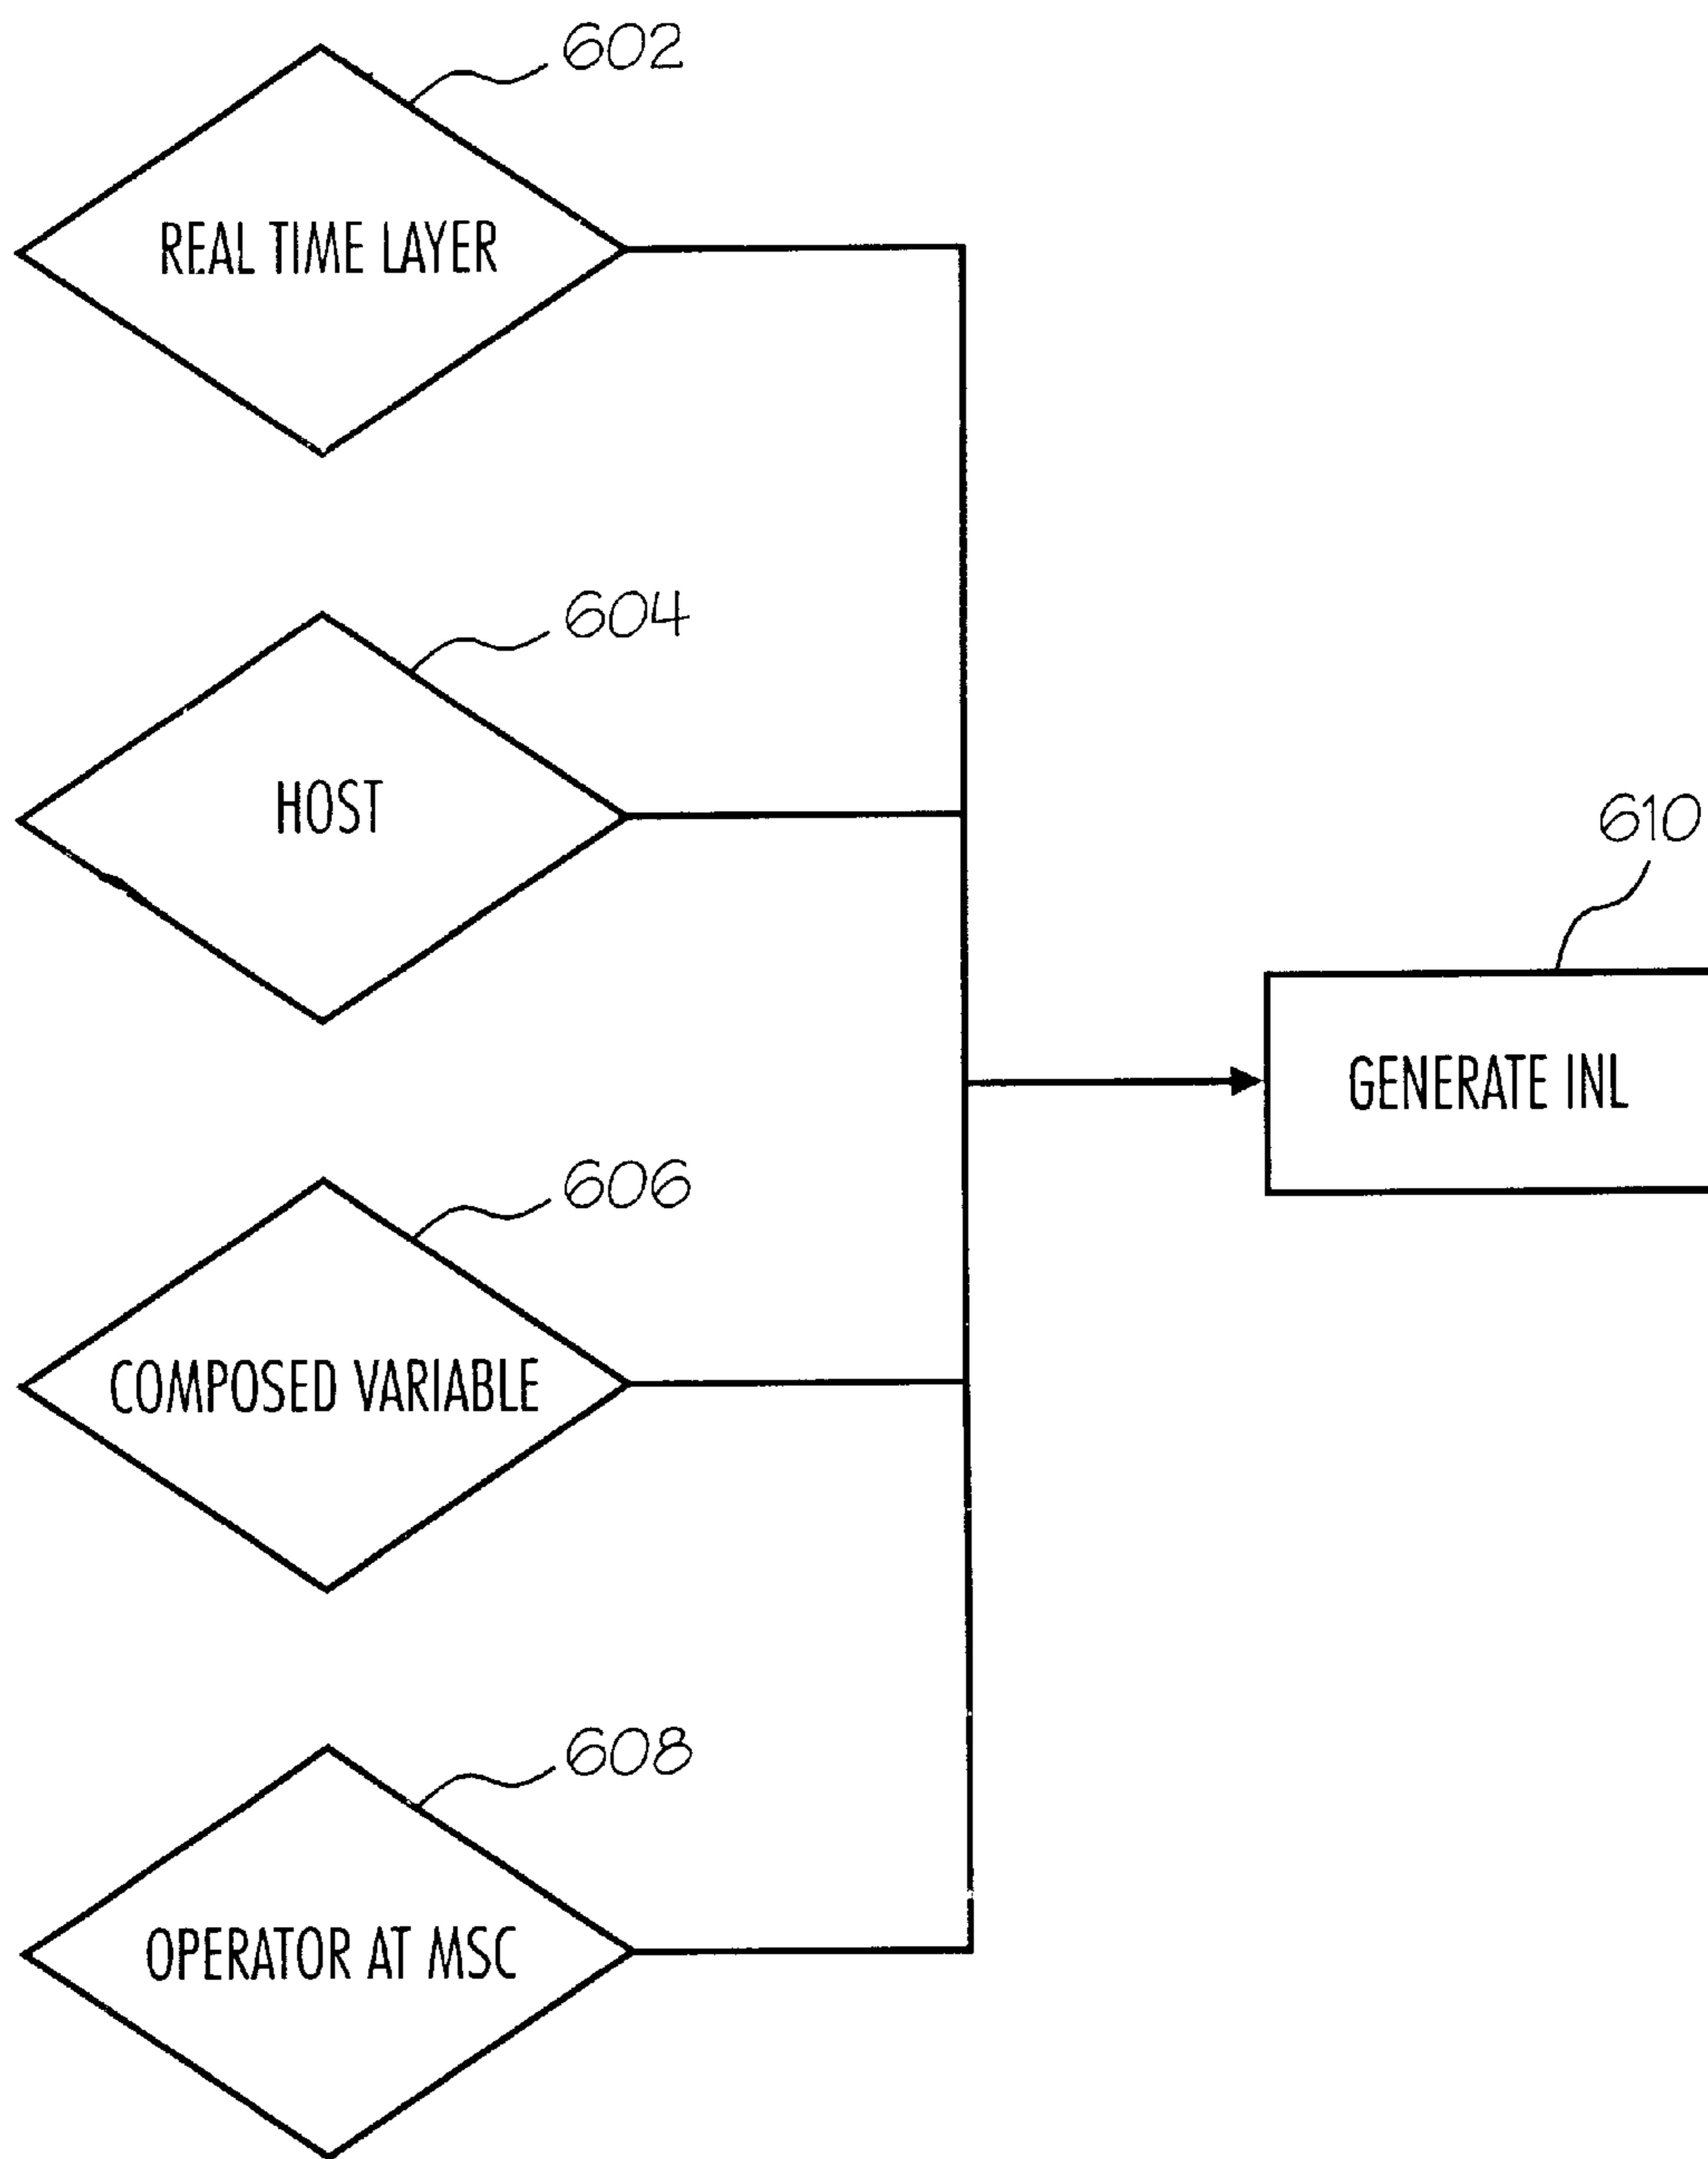 602
REAL TIME LAYER
604
HOST
610
GENERATE INL
606
COMPOSED VARIABLE
608
OPERATOR AT MSC